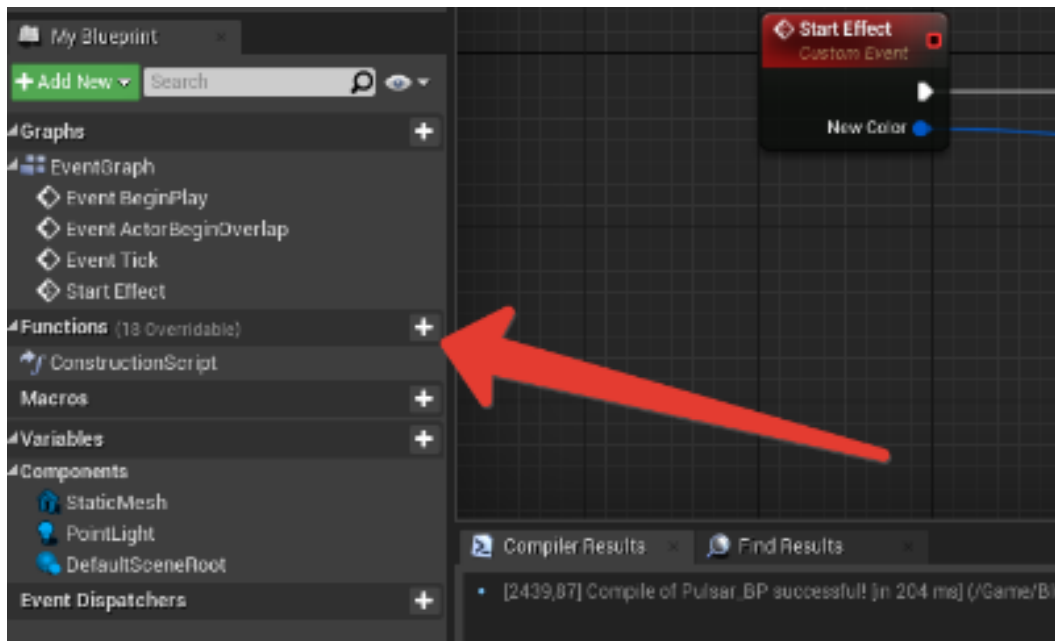 My Blueprint
Add New
Search
Graphs
EventGraph
Event BeginPlay
Event ActorBeginOverlap
Event Tick
Start Effect
Functions (18 Overridable)
ConstructionScript
Macros
Variables
Components
StaticMesh
PointLight
DefaultSceneRoot
Event Dispatchers
Start Effect
Custom Event
New Color
Compiler Results
Find Results
[2439,87] Compile of Pulsar_BP successful! [in 204 ms] (/Game/Bl